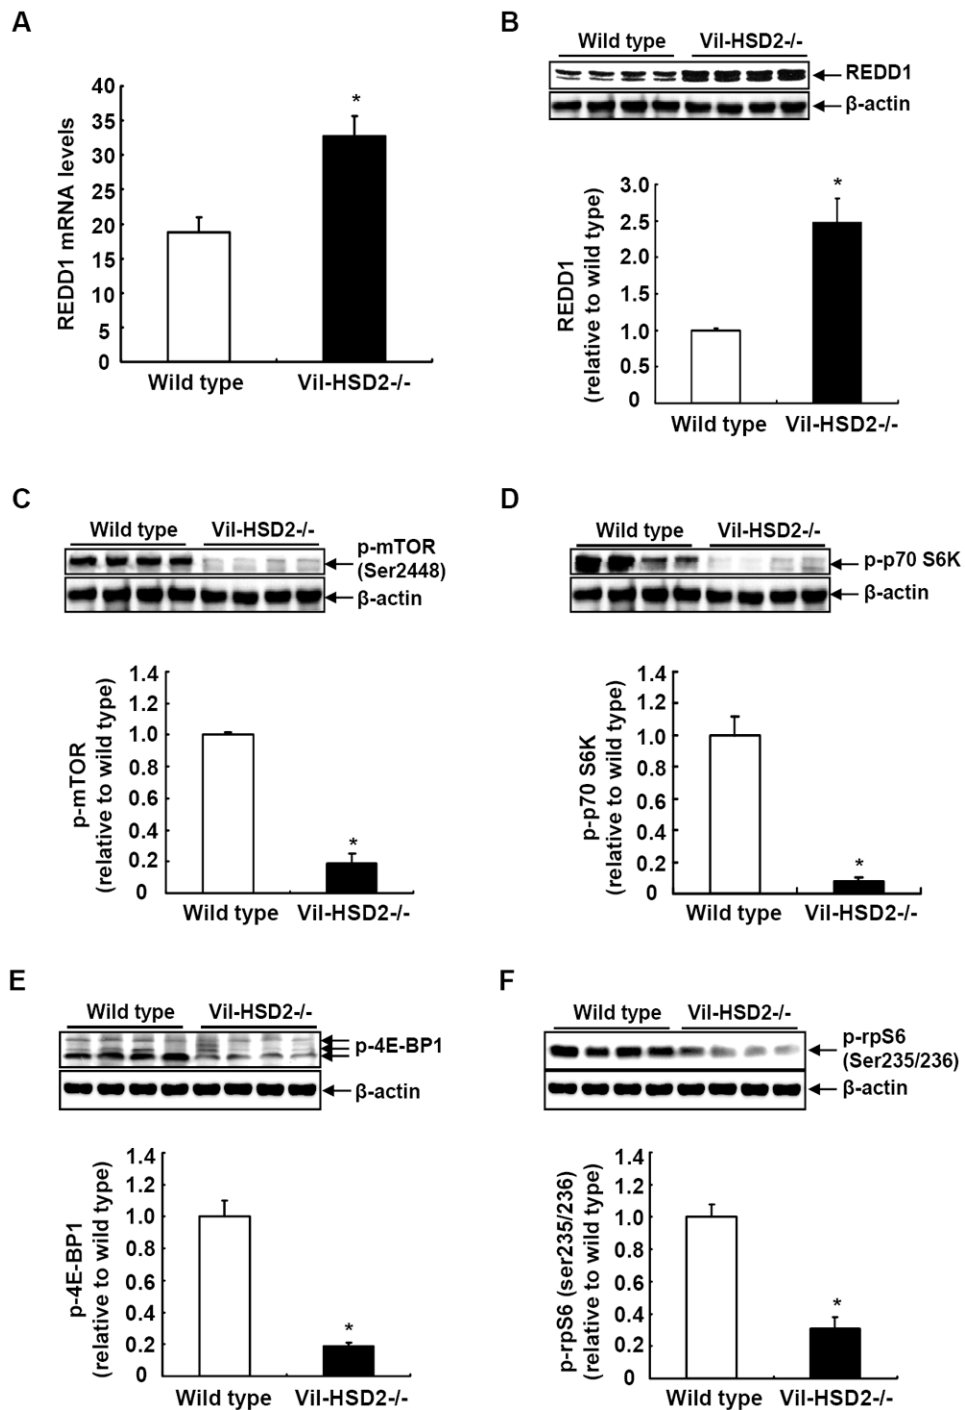 A
REDD1 mRNA levels
40
35
30
25
20
15
10
5
0
*
Wild type
Vil-HSD2-/-
B
Wild type
Vil-HSD2-/-
REDD1
β-actin
REDD1
(relative to wild type)
3.0
2.5
2.0
1.5
1.0
0.5
0
*
Wild type
Vil-HSD2-/-
C
Wild type
Vil-HSD2-/-
p-mTOR
(Ser2448)
β-actin
p-mTOR
(relative to wild type)
1.4
1.2
1.0
0.8
0.6
0.4
0.2
0
*
Wild type
Vil-HSD2-/-
D
Wild type
Vil-HSD2-/-
p-p70 S6K
β-actin
p-p70 S6K
(relative to wild type)
1.4
1.2
1.0
0.8
0.6
0.4
0.2
0
*
Wild type
Vil-HSD2-/-
E
Wild type
Vil-HSD2-/-
p-4E-BP1
β-actin
p-4E-BP1
(relative to wild type)
1.4
1.2
1.0
0.8
0.6
0.4
0.2
0
*
Wild type
Vil-HSD2-/-
F
Wild type
Vil-HSD2-/-
p-rpS6
(Ser235/236)
β-actin
p-rpS6 (ser235/236)
(relative to wild type)
1.4
1.2
1.0
0.8
0.6
0.4
0.2
0
*
Wild type
Vil-HSD2-/-